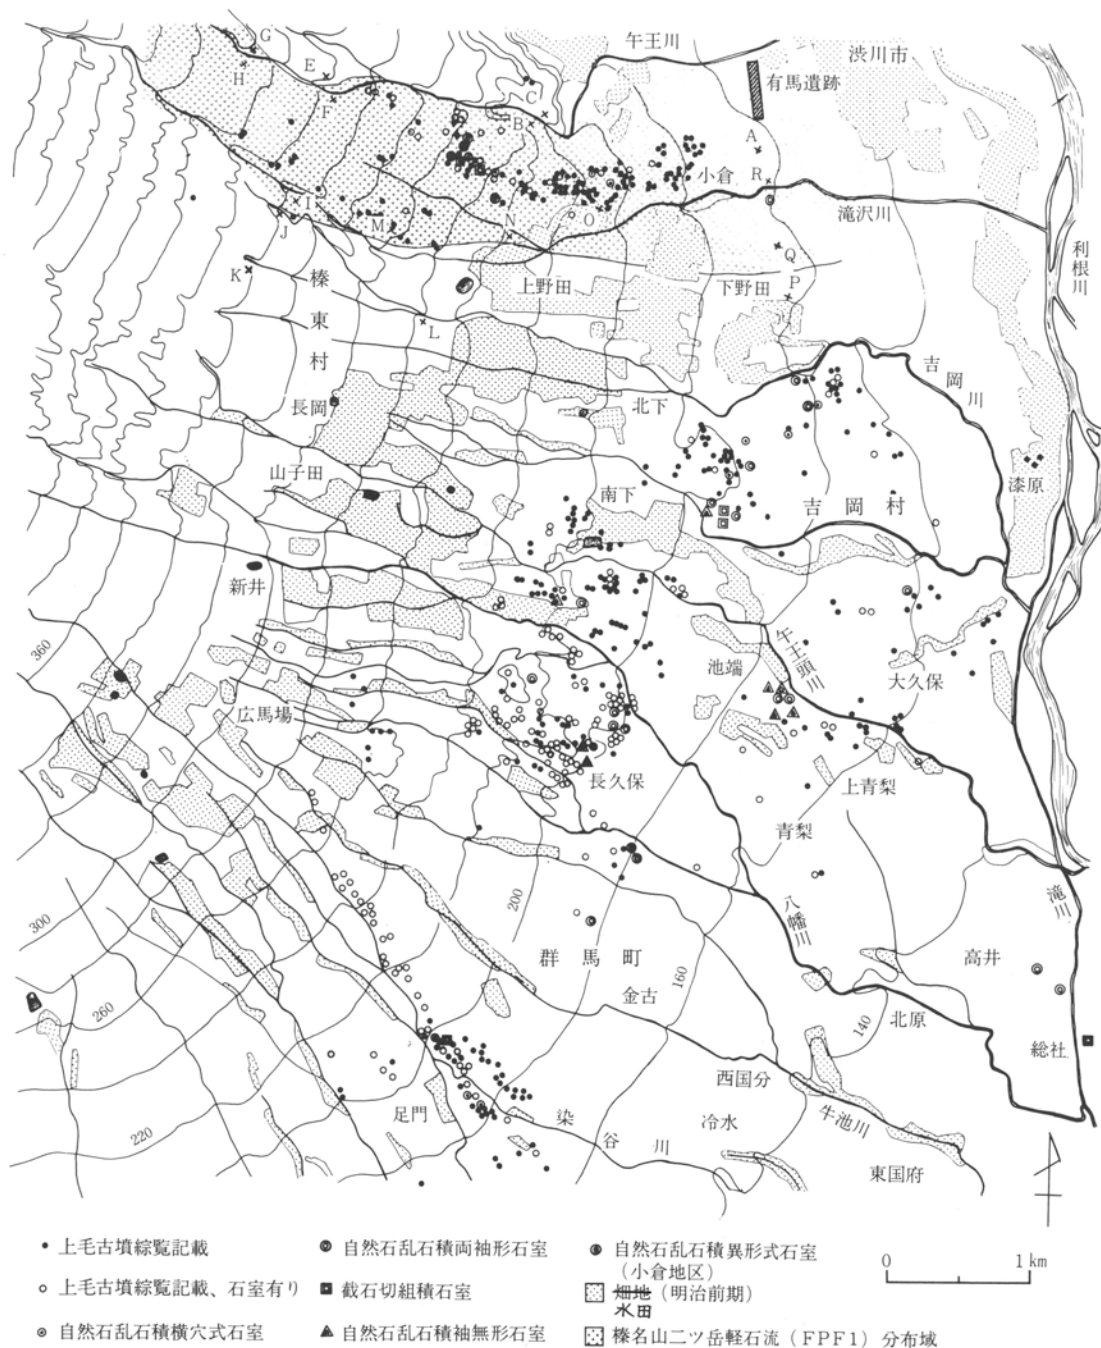 午王川
渋川市
有馬遺跡
G
H
E
F
C
B
A
小倉
R
滝沢川
I
J
M
N
O
利根川
K
榛東村
上野田
下野田
Q
P
L
吉岡川
長岡
北下
山子田
南下
漆原
吉岡村
新井
360
午王頭川
池端
大久保
広馬場
長久保
上青梨
青梨
300
200
八幡川
滝川
群馬町
高井
260
金古
160
140
北原
総社
西国分
足門
染谷川
冷水
牛池川
220
東国府
上毛古墳綜覧記載
上毛古墳綜覧記載、石室有り
自然石乱石積横穴式石室
自然石乱石積両袖形石室
截石切組積石室
自然石乱石積袖無形石室
自然石乱石積異形式石室
(小倉地区)
畑地(明治前期)
水田
榛名山二ツ岳軽石流(FPF1)分布域
0 1km